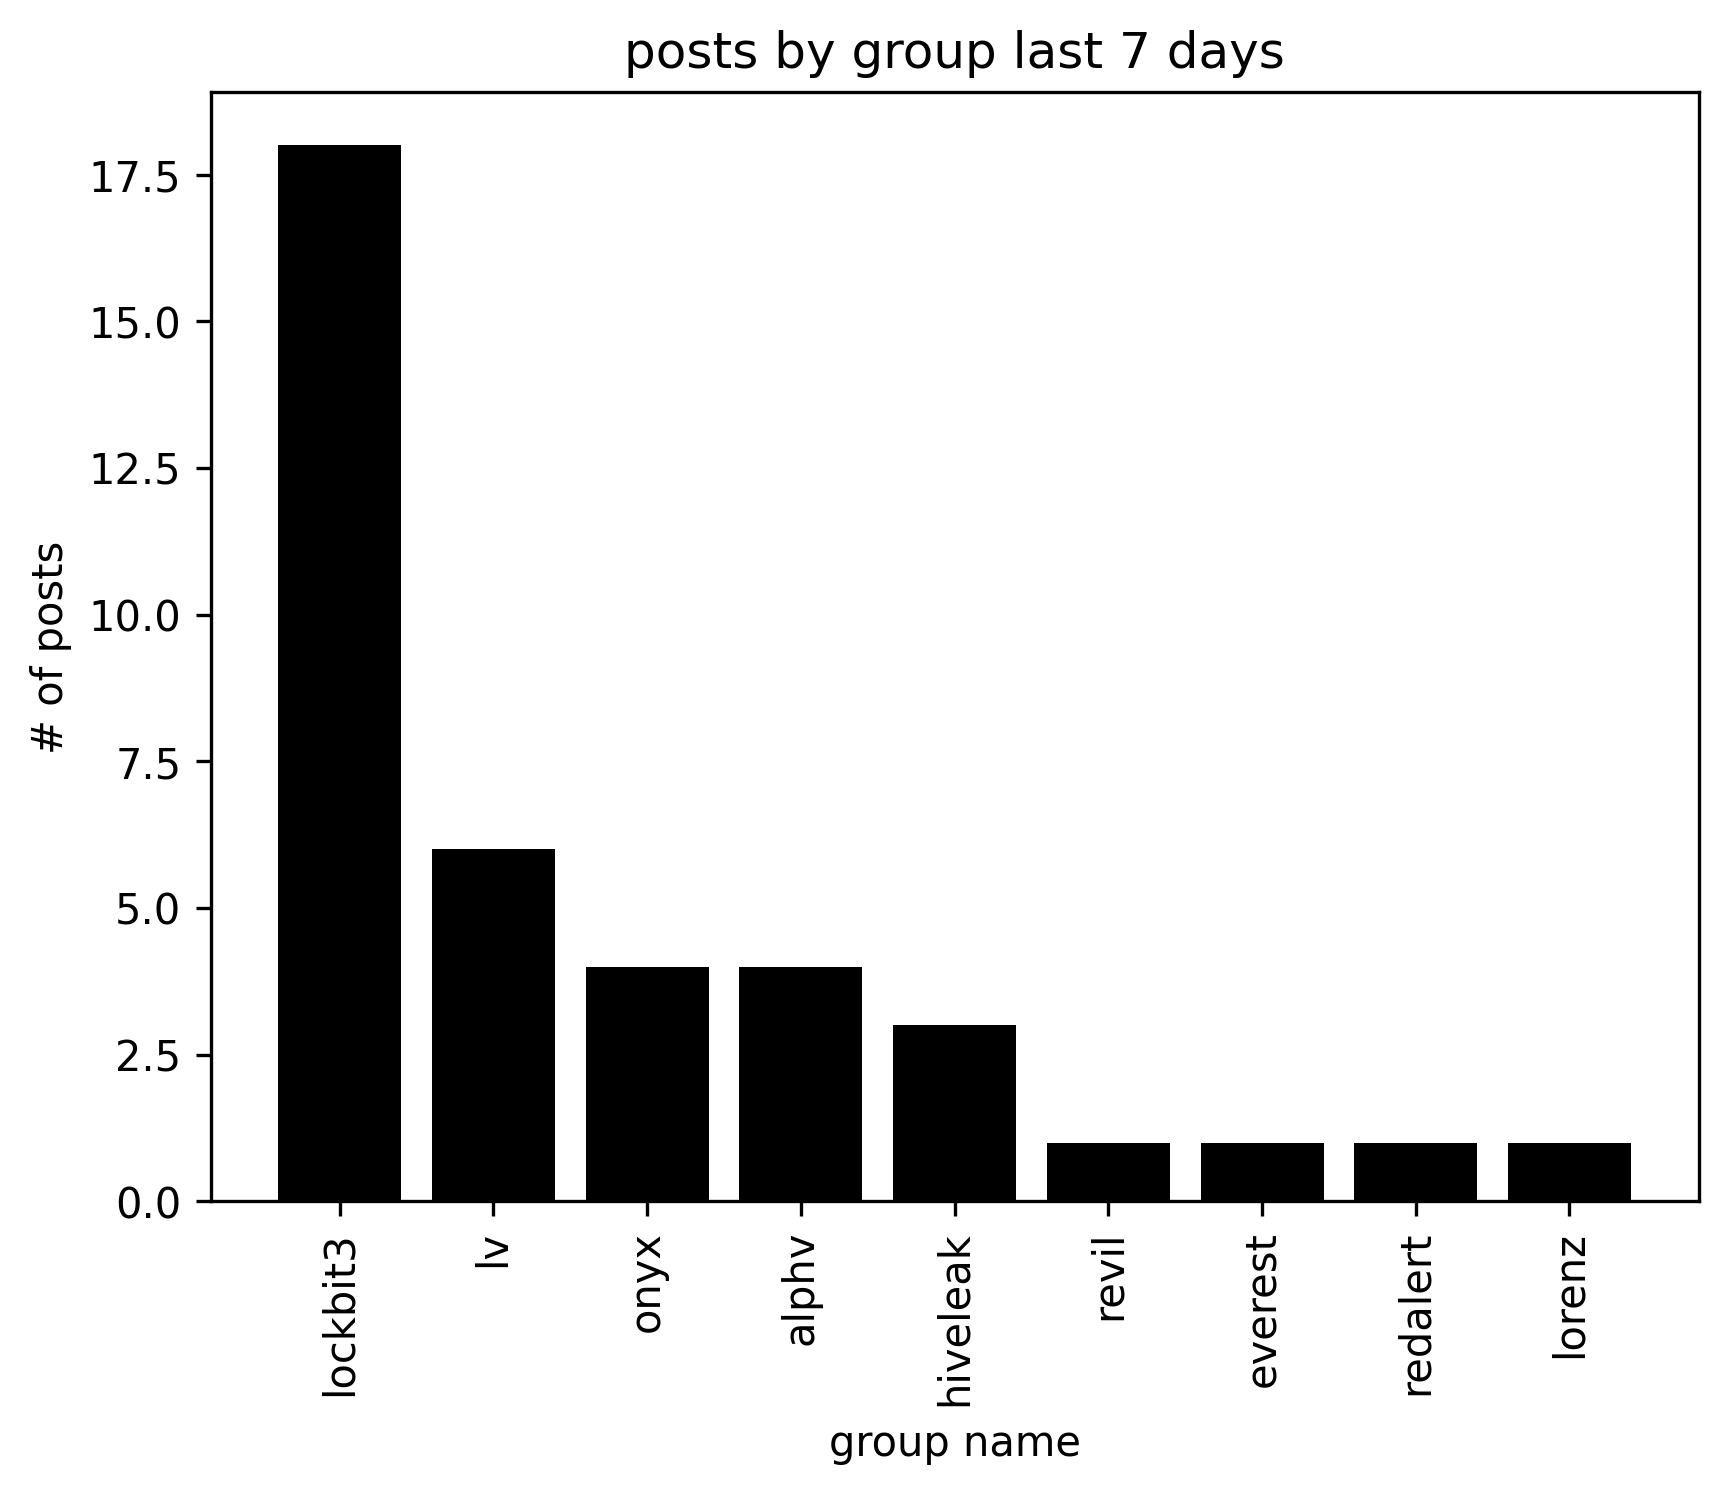 posts by group last 7 days
# of posts
17.5
15.0
12.5
10.0
7.5
5.0
2.5
0.0
lockbit3
lv
onyx
alphv
hiveleak
revil
everest
redalert
lorenz
group name